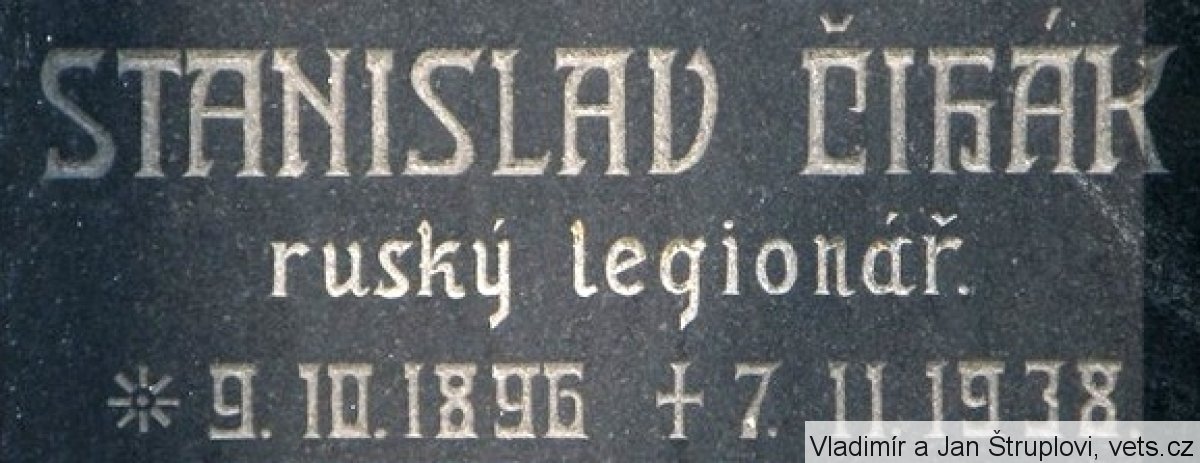 STANISLAV ČIHÁK
ruský legionář.
* 9. 10. 1896 † 7. 11. 1938.
Vladimír a Jan Štruplovi, vets.cz